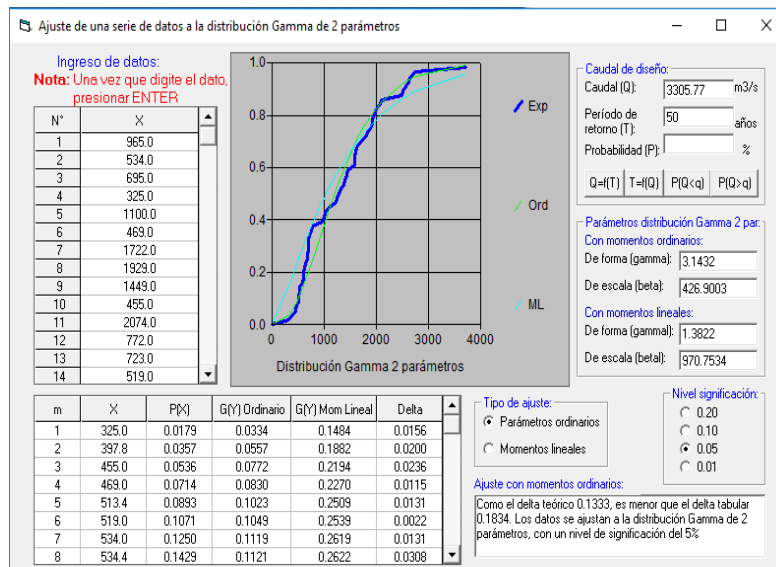 Ajuste de una serie de datos a la distribución Gamma de 2 parámetros
Ingreso de datos:
Nota: Una vez que digite el dato,
presionar ENTER
N° X
1 965.0
2 534.0
3 695.0
4 325.0
5 1100.0
6 469.0
7 1722.0
8 1929.0
9 1449.0
10 455.0
11 2074.0
12 772.0
13 723.0
14 519.0
1.0
0.8
0.6
0.4
0.2
0.0
0 1000 2000 3000 4000
Distribución Gamma 2 parámetros
Exp
Ord
ML
Caudal de diseño:
Caudal (Q): 3305.77 m3/s
Período de
retorno (T): 50 años
Probabilidad (P): %
Q=f(T) T=f(Q) P(Q<q) P(Q>q)
Parámetros distribución Gamma 2 par:
Con momentos ordinarios:
De forma (gamma): 3.1432
De escala (beta): 426.9003
Con momentos lineales:
De forma (gammal): 1.3822
De escala (betal): 970.7534
m X P(X) G(Y) Ordinario G(Y) Mom Lineal Delta
1 325.0 0.0179 0.0334 0.1484 0.0156
2 397.8 0.0357 0.0557 0.1882 0.0200
3 455.0 0.0536 0.0772 0.2194 0.0236
4 469.0 0.0714 0.0830 0.2270 0.0115
5 513.4 0.0893 0.1023 0.2509 0.0131
6 519.0 0.1071 0.1049 0.2539 0.0022
7 534.0 0.1250 0.1119 0.2619 0.0131
8 534.4 0.1429 0.1121 0.2622 0.0308
Tipo de ajuste:
Parámetros ordinarios
Momentos lineales
Nivel significación:
0.20
0.10
0.05
0.01
Ajuste con momentos ordinarios:
Como el delta teórico 0.1333, es menor que el delta tabular
0.1834. Los datos se ajustan a la distribución Gamma de 2
parámetros, con un nivel de significación del 5%